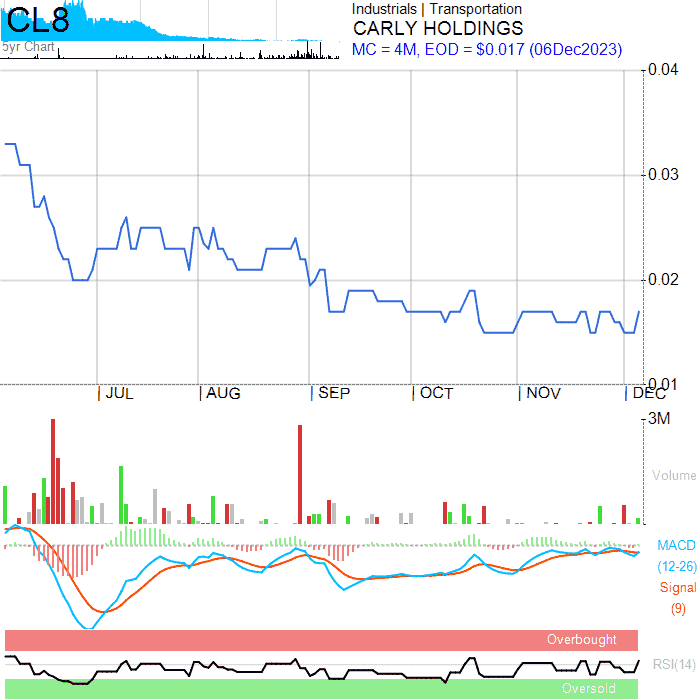 CL8
5yr Chart
Industrials | Transportation
CARLY HOLDINGS
MC = 4M, EOD = $0.017 (06Dec2023)
0.04
0.03
0.02
0.01
JUL
AUG
SEP
OCT
NOV
DEC
3M
Volume
MACD
(12-26)
Signal
(9)
Overbought
RSI(14)
Oversold